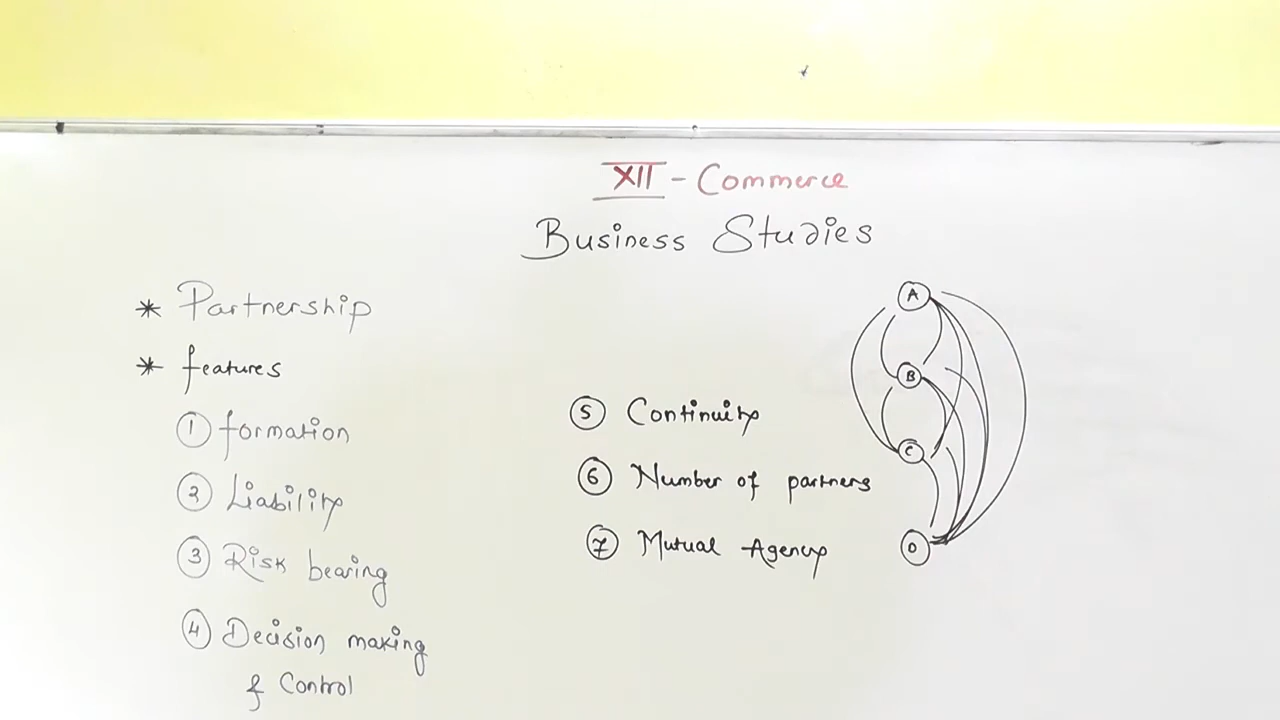 XII - Commerce
Business Studies
* Partnership
* features
① formation
② Liability
③ Risk bearing
④ Decision making
& Control
⑤ Continuity
⑥ Number of partners
⑦ Mutual Agency
A
B
C
D